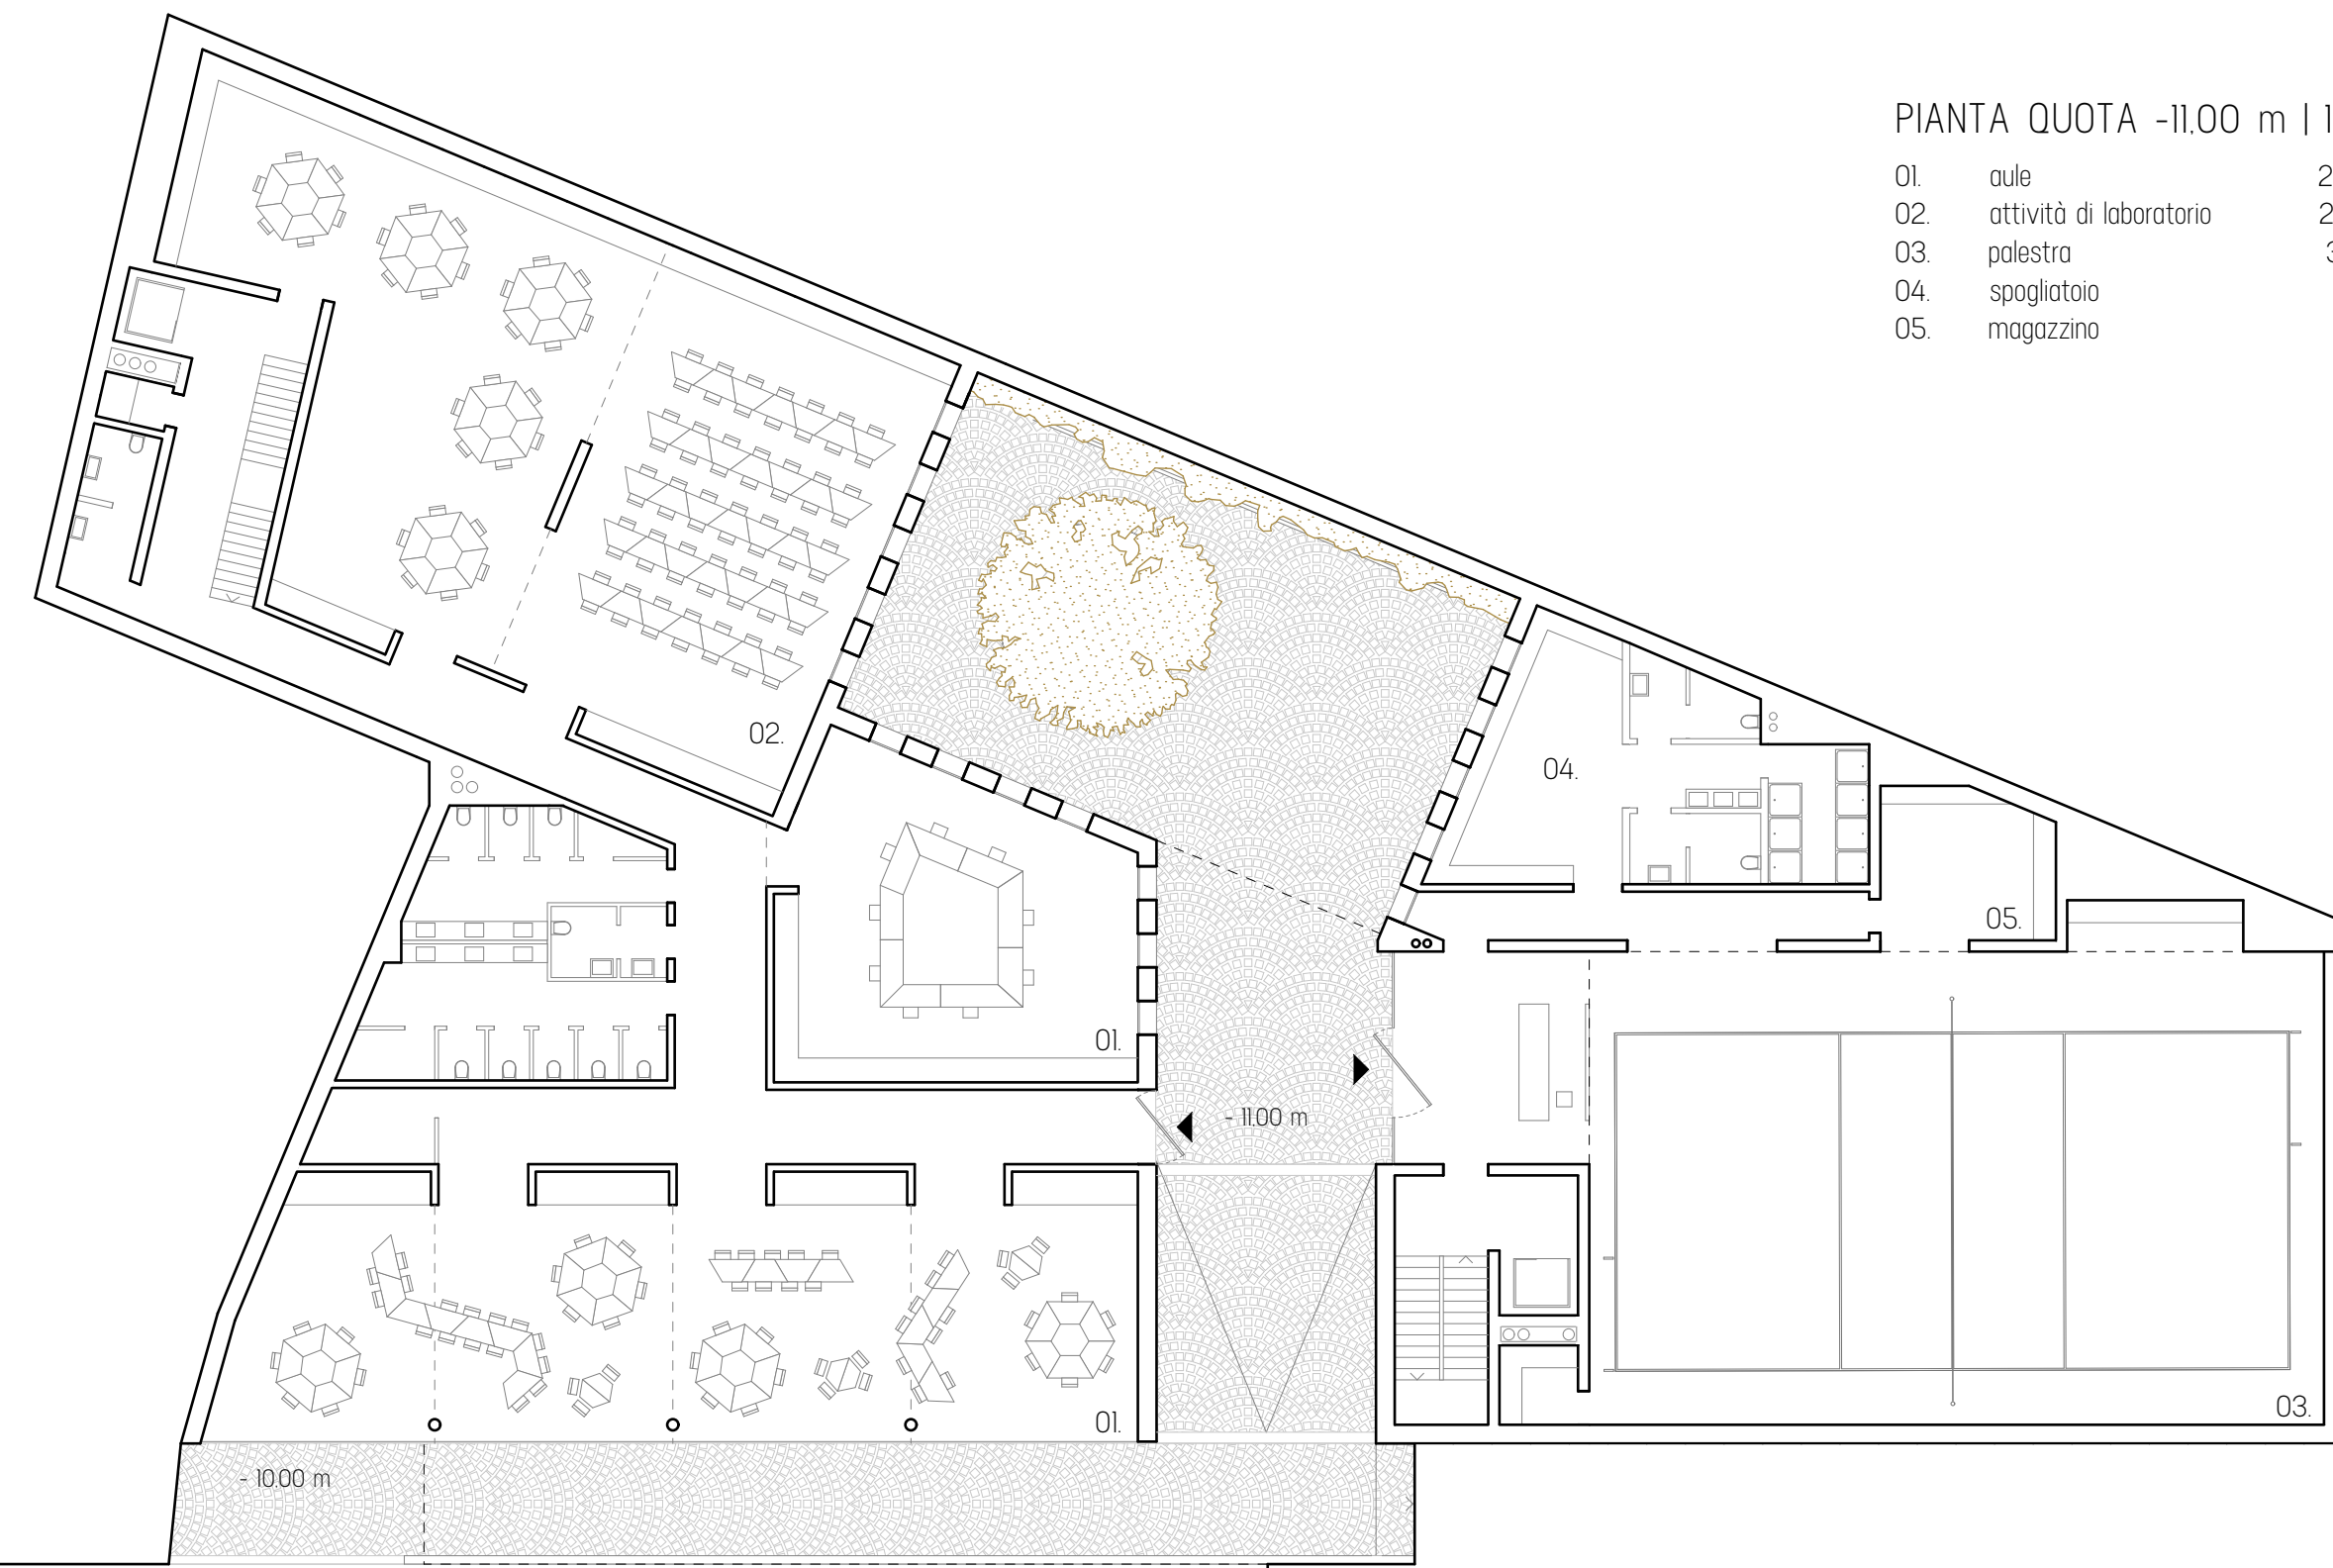 PIANTA QUOTA -11,00 m | 1
01. aule 2
02. attività di laboratorio 2
03. palestra 3
04. spogliatoio
05. magazzino
02.
04.
05.
01.
- 11.00 m
03.
01.
- 10.00 m